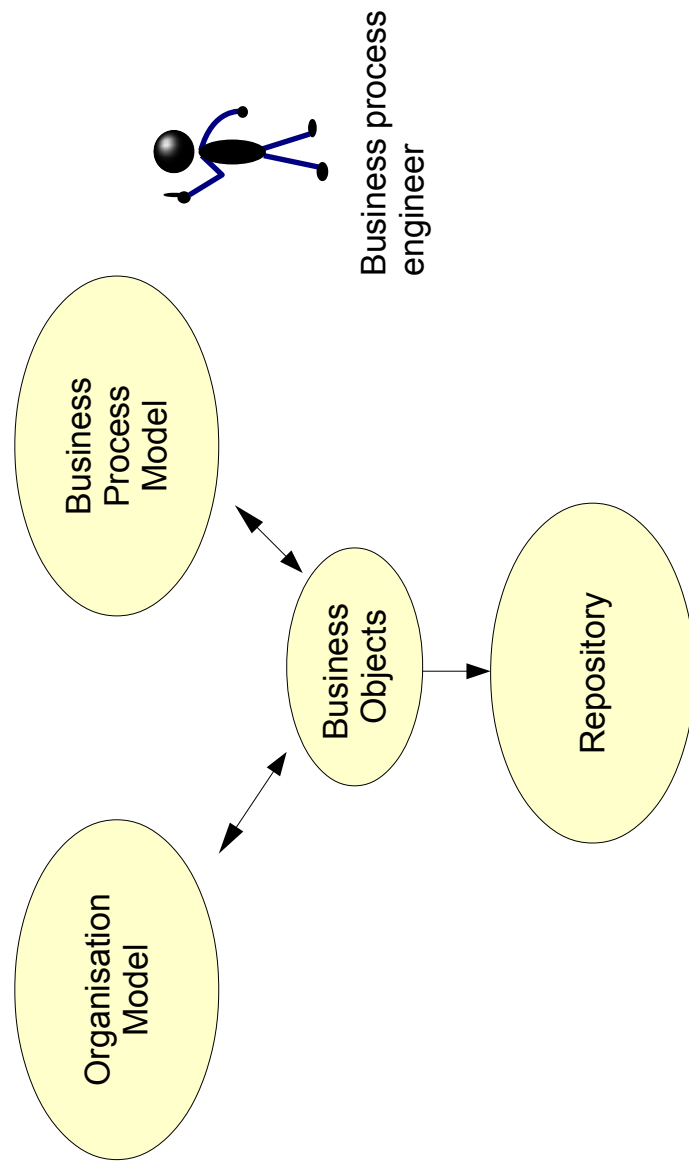 Organisation
Model
Business
Process
Model
Business process
engineer
Business
Objects
Repository